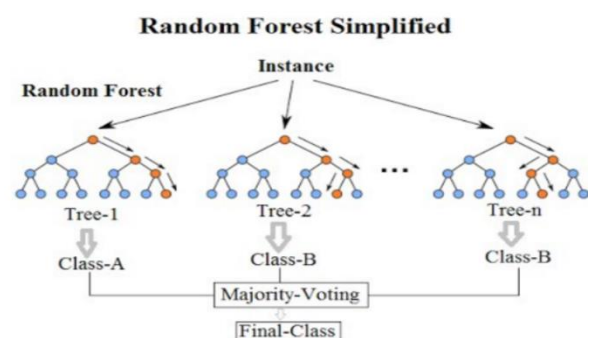 Random Forest Simplified
Instance
Random Forest
...
Tree-1 Tree-2 Tree-n
Class-A Class-B Class-B
Majority-Voting
Final-Class